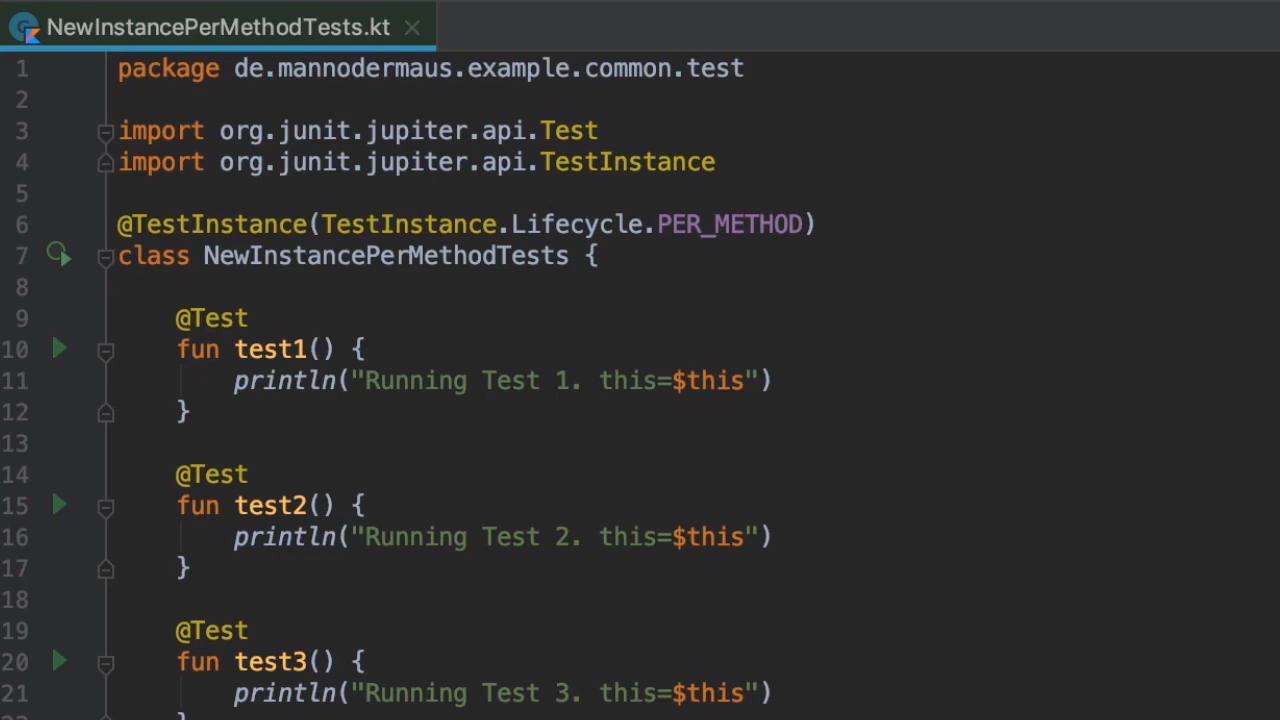 NewInstancePerMethodTests.kt
1 package de.mannodermaus.example.common.test
2
3 import org.junit.jupiter.api.Test
4 import org.junit.jupiter.api.TestInstance
5
6 @TestInstance(TestInstance.Lifecycle.PER_METHOD)
7 class NewInstancePerMethodTests {
8
9 @Test
10 fun test1() {
11 println("Running Test 1. this=$this")
12 }
13
14 @Test
15 fun test2() {
16 println("Running Test 2. this=$this")
17 }
18
19 @Test
20 fun test3() {
21 println("Running Test 3. this=$this")